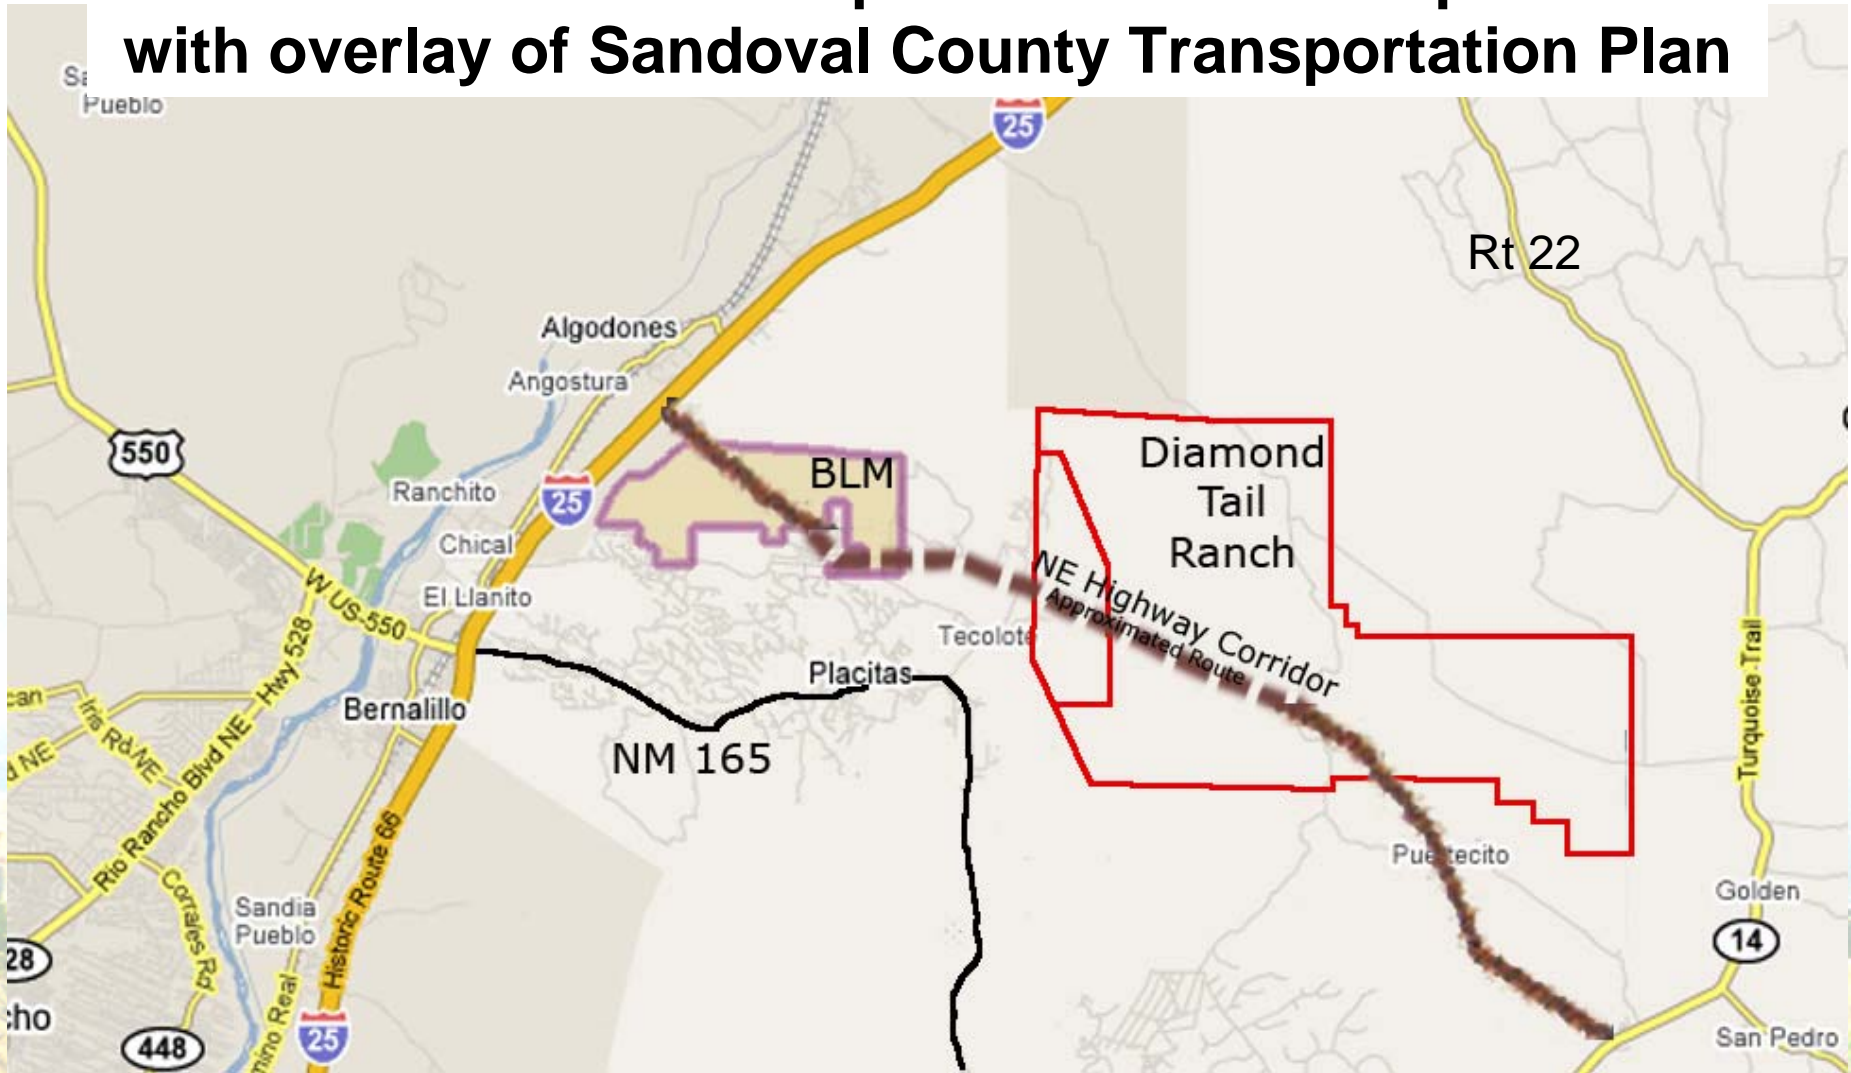 with overlay of Sandoval County Transportation Plan
Pueblo
25
Rt 22
Algodones
Angostura
550
Diamond
Tail
Ranch
BLM
Ranchito
25
Chical
El Llanito
W US-550
NE Highway Corridor
Approximated Route
Tecolote
Hwy 528
Placitas
Turquoise Trail
Bernalillo
Iris Rd NE
NE
NM 165
Rio Rancho Blvd NE
Historic Route 66
Puertecito
Corrales Rd
Golden
Sandia
Pueblo
14
28
Real
25
448
San Pedro